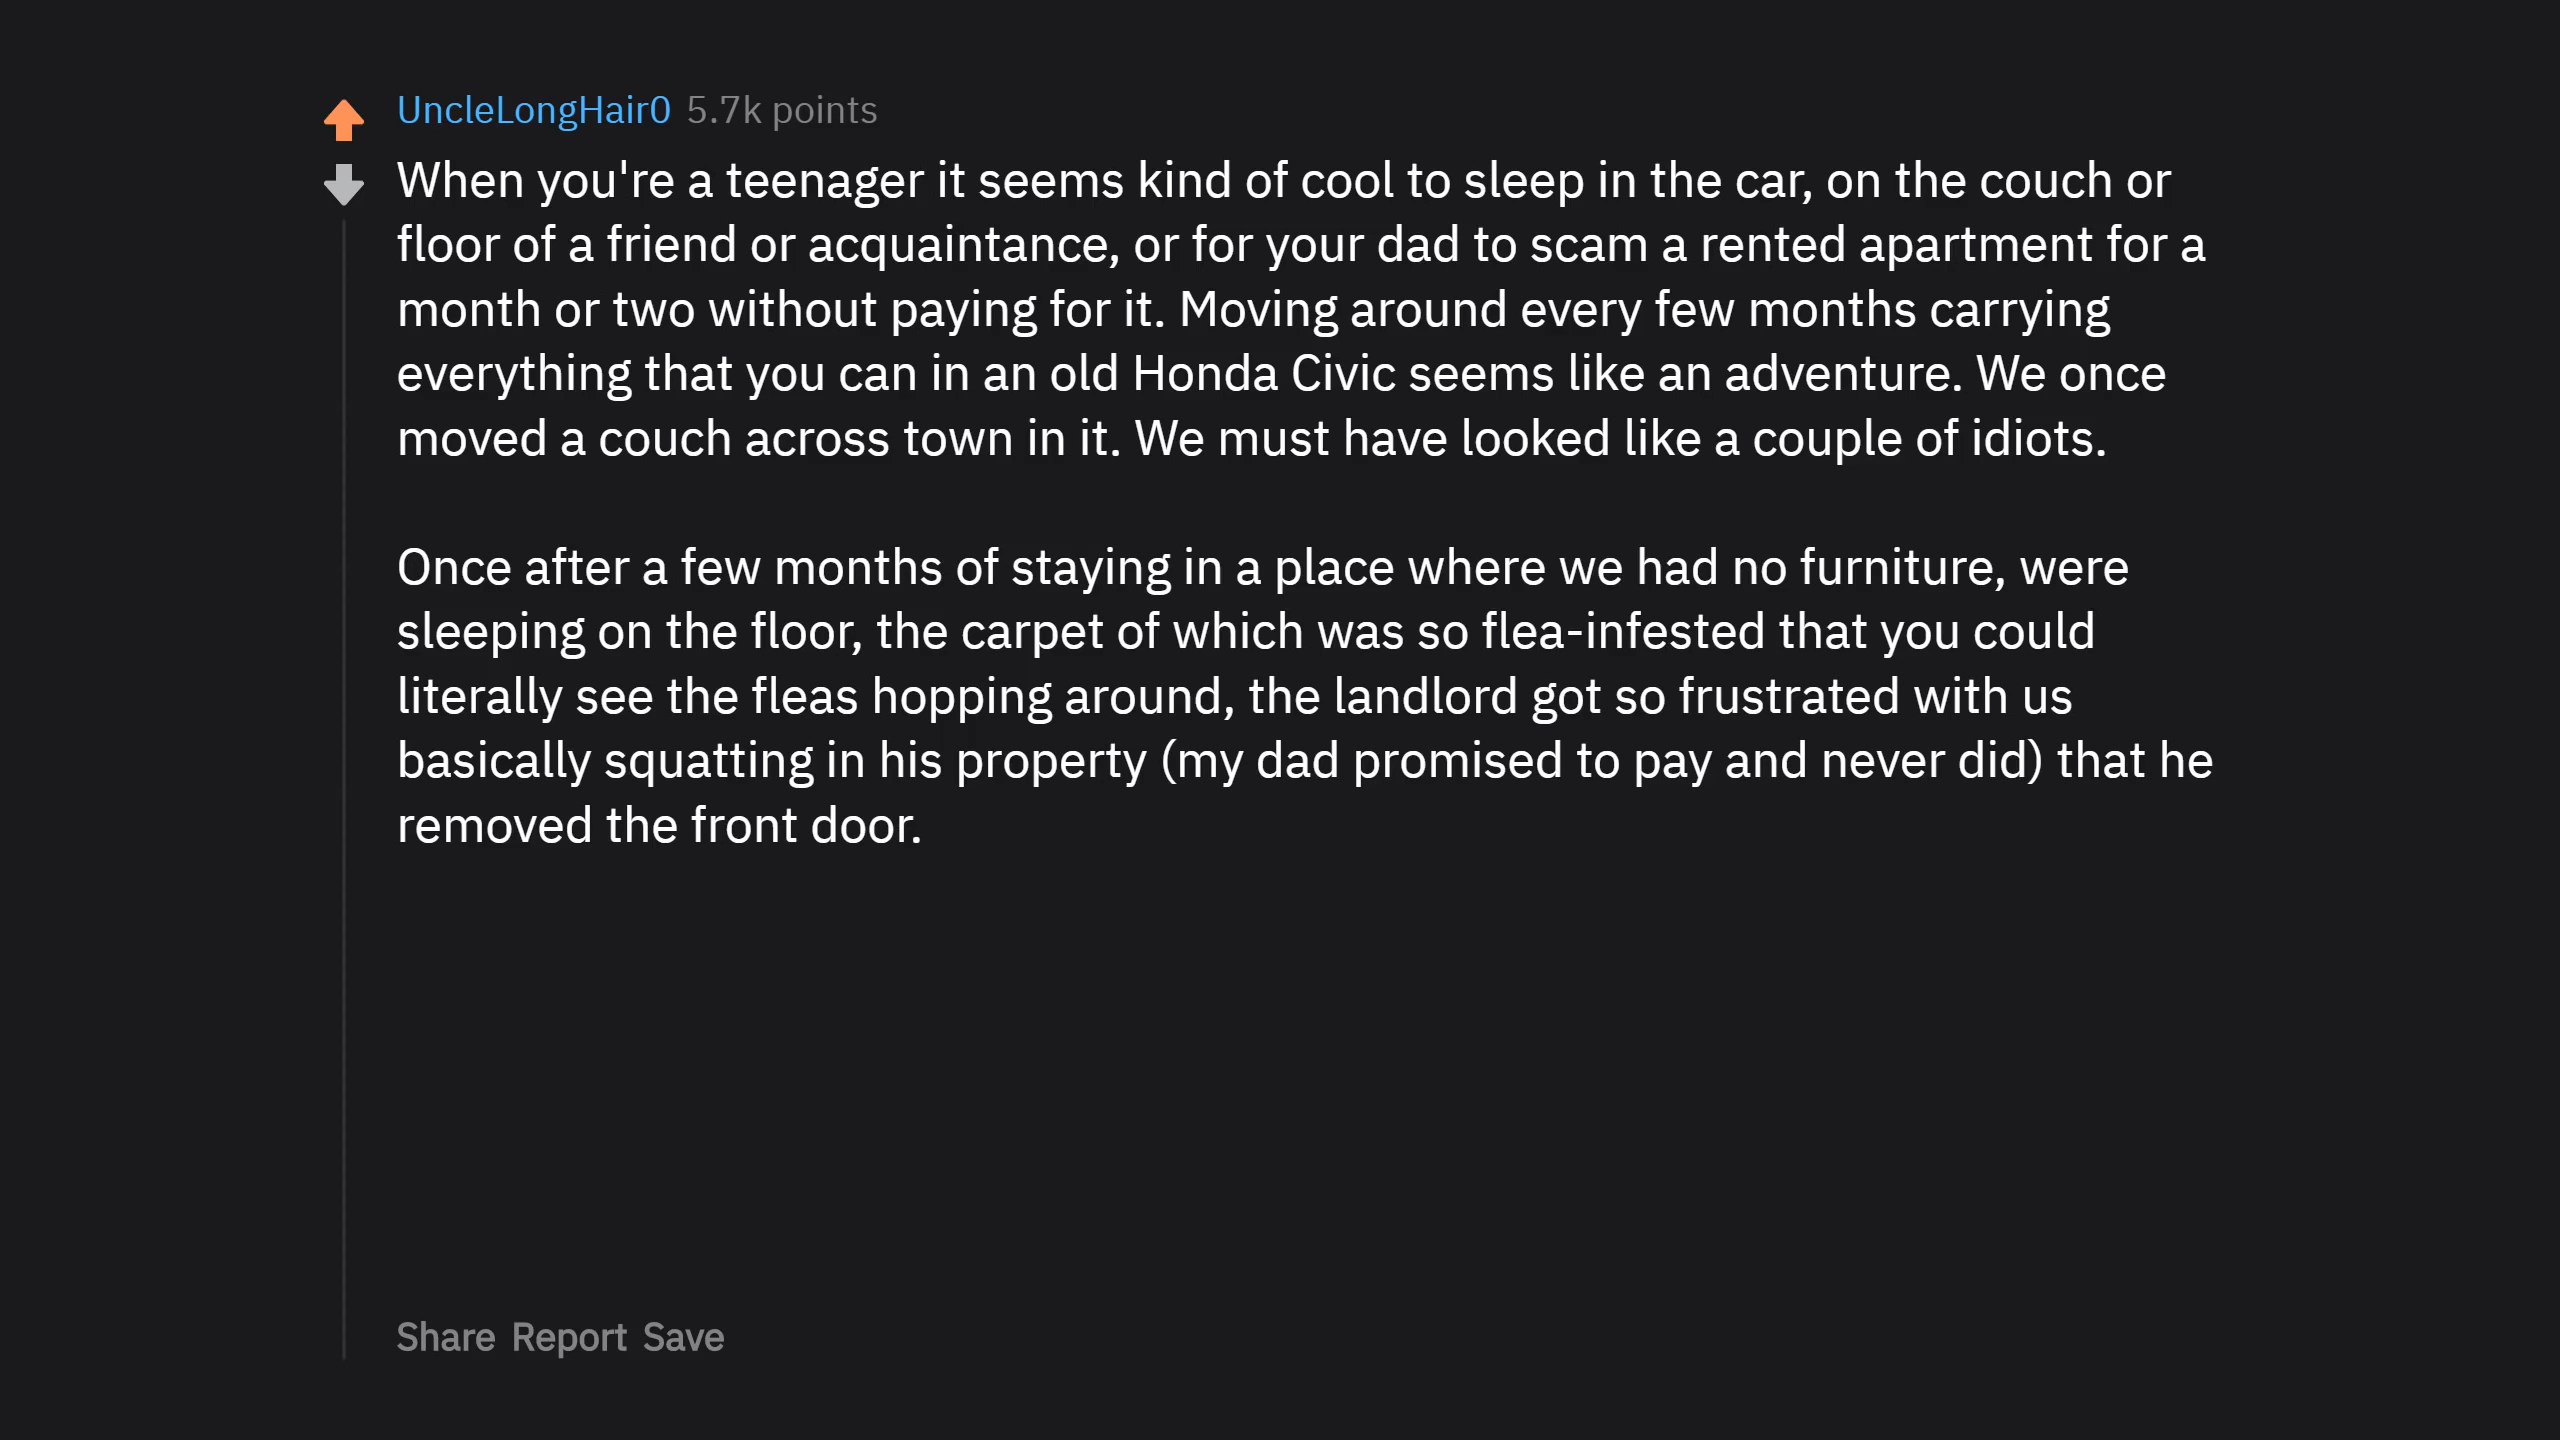 UncleLongHair0 5.7k points
When you're a teenager it seems kind of cool to sleep in the car, on the couch or
floor of a friend or acquaintance, or for your dad to scam a rented apartment for a
month or two without paying for it. Moving around every few months carrying
everything that you can in an old Honda Civic seems like an adventure. We once
moved a couch across town in it. We must have looked like a couple of idiots.
Once after a few months of staying in a place where we had no furniture, were
sleeping on the floor, the carpet of which was so flea-infested that you could
literally see the fleas hopping around, the landlord got so frustrated with us
basically squatting in his property (my dad promised to pay and never did) that he
removed the front door.
Share Report Save